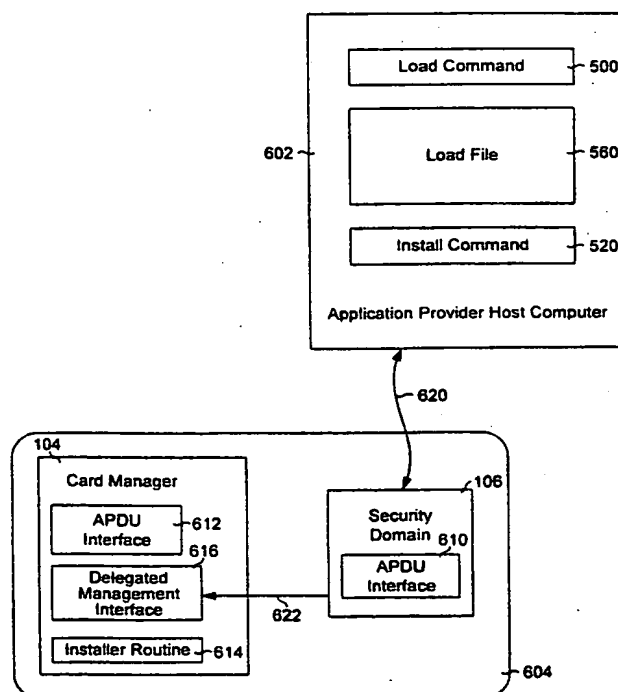 Load Command
500
602
Load File
560
Install Command
520
Application Provider Host Computer
620
104
Card Manager
106
APDU
Interface
612
Security
Domain
616
610
Delegated
Management
Interface
APDU
Interface
622
Installer Routine
614
604